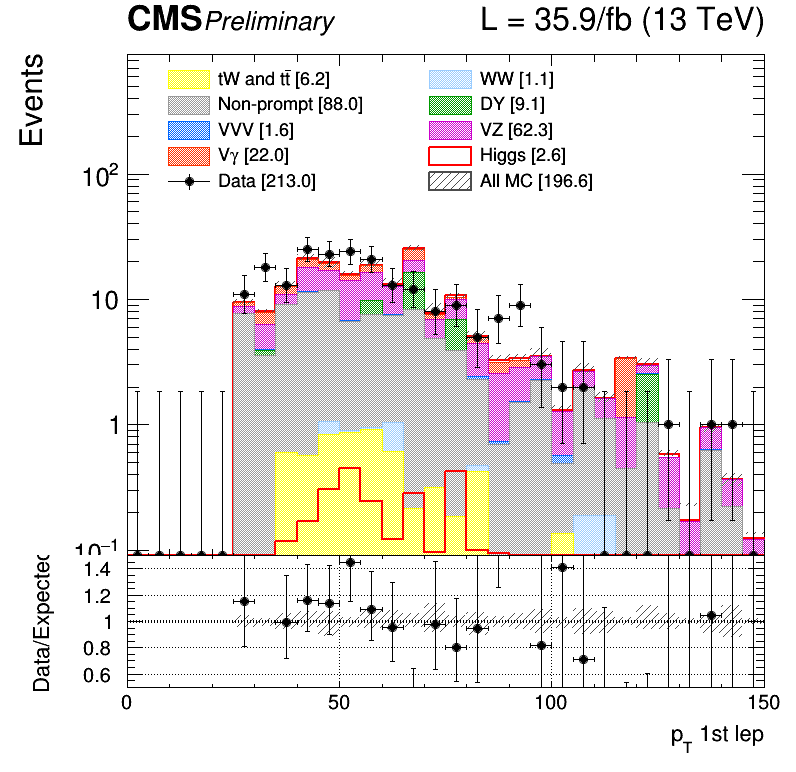 CMS Preliminary L = 35.9/fb (13 TeV)
Events
tW and tt̄ [6.2] WW [1.1]
Non-prompt [88.0] DY [9.1]
VVV [1.6] VZ [62.3]
Vγ [22.0] Higgs [2.6]
Data [213.0] All MC [196.6]
10²
10
1
10⁻¹
Data/Expected
1.4
1.2
1
0.8
0.6
0 50 100 150
p_T 1st lep